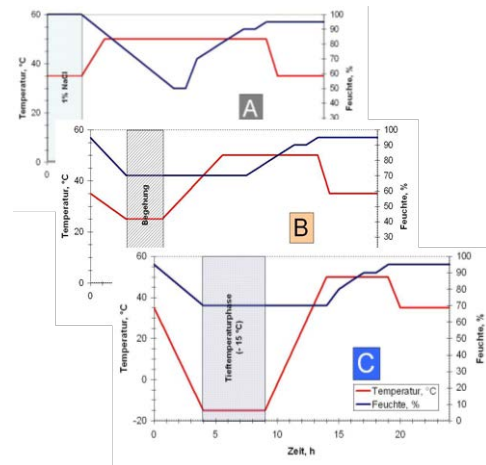 60
40
20
0
0
Temperatur, °C
1% NaCl
A
100
90
80
70
60
50
40
30
Feuchte, %
60
40
20
0
0
Temperatur, °C
Begehung
B
100
90
80
70
60
50
40
30
Feuchte, %
60
40
20
0
-20
Temperatur, °C
Tieftemperaturphase
(- 15 °C)
C
Temperatur, °C
Feuchte, %
100
90
80
70
60
50
40
30
20
10
0
Feuchte, %
0
5
10
15
20
Zeit, h